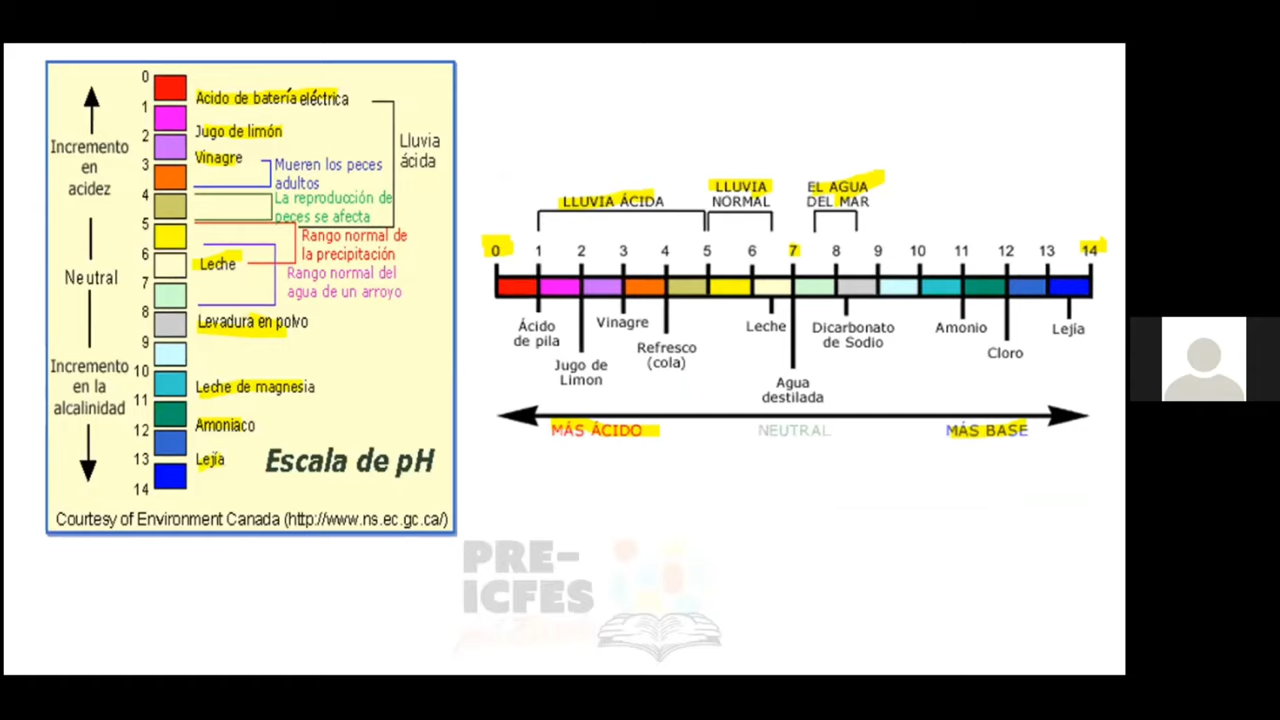 0
Acido de batería eléctrica
1
Jugo de limón
2
Vinagre
3
Mueren los peces
adultos
4
La reproducción de
peces se afecta
5
Rango normal de
la precipitación
6
Leche
Rango normal del
agua de un arroyo
7
8
Levadura en polvo
9
10
Leche de magnesia
11
Amoniaco
12
13
Lejía
14
Lluvia
ácida
Incremento
en
acidez
Neutral
Incremento
en la
alcalinidad
Escala de pH
Courtesy of Environment Canada (http://www.ns.ec.gc.ca/)
LLUVIA ÁCIDA
LLUVIA
NORMAL
EL AGUA
DEL MAR
0 1 2 3 4 5 6 7 8 9 10 11 12 13 14
Ácido
de pila
Jugo de
Limon
Vinagre
Refresco
(cola)
Leche
Agua
destilada
Dicarbonato
de Sodio
Amonio
Cloro
Lejía
MÁS ÁCIDO NEUTRAL MÁS BASE
PRE-
ICFES